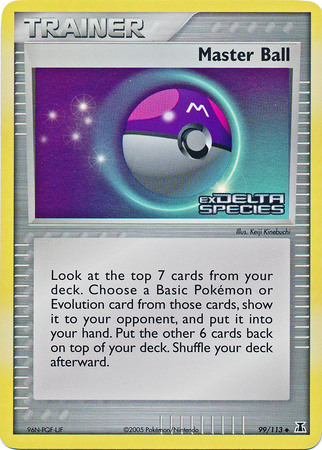 TRAINER
Master Ball
M
EX DELTA
SPECIES
Illus. Keiji Kinebuchi
Look at the top 7 cards from your
deck. Choose a Basic Pokémon or
Evolution card from those cards, show
it to your opponent, and put it into
your hand. Put the other 6 cards back
on top of your deck. Shuffle your deck
afterward.
96N-PQF-UF ©2005 Pokémon/Nintendo 99/113 ◆